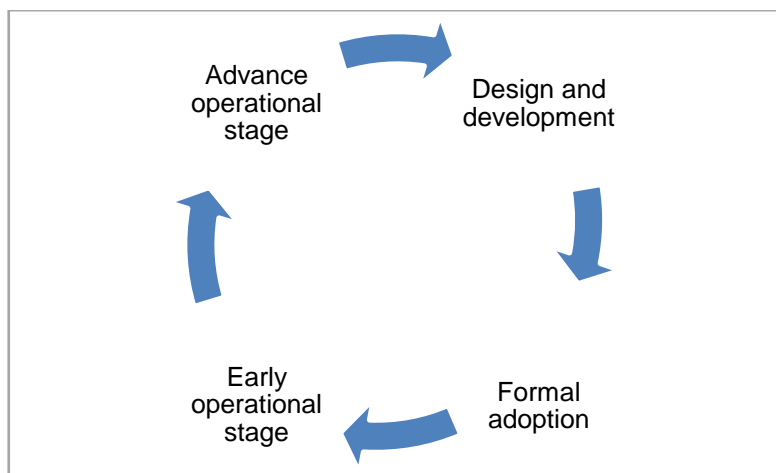 Advance
operational
stage
Design and
development
Early
operational
stage
Formal
adoption